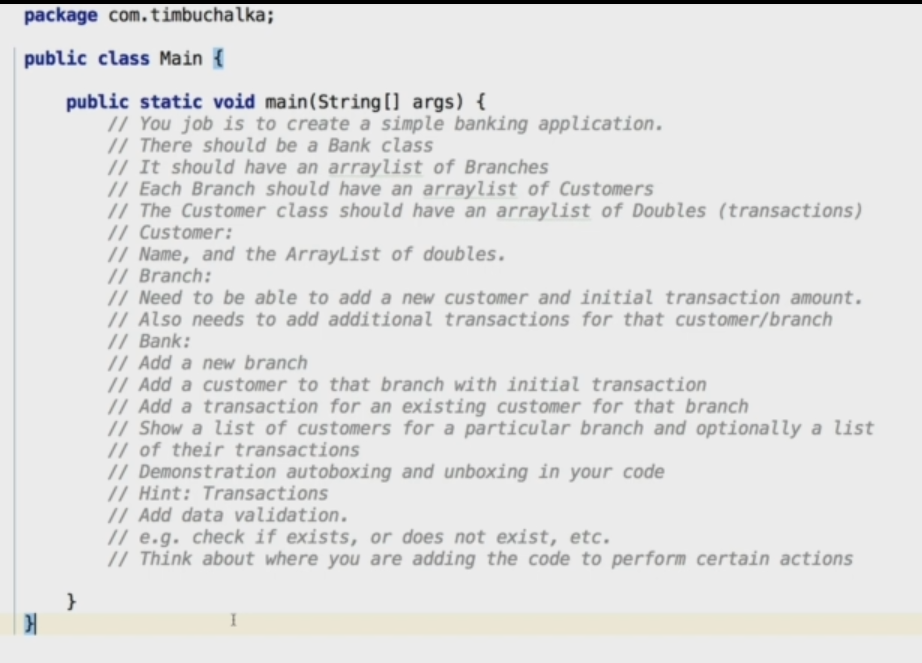 package com.timbuchalka;
public class Main {
public static void main(String[] args) {
// You job is to create a simple banking application.
// There should be a Bank class
// It should have an arraylist of Branches
// Each Branch should have an arraylist of Customers
// The Customer class should have an arraylist of Doubles (transactions)
// Customer:
// Name, and the ArrayList of doubles.
// Branch:
// Need to be able to add a new customer and initial transaction amount.
// Also needs to add additional transactions for that customer/branch
// Bank:
// Add a new branch
// Add a customer to that branch with initial transaction
// Add a transaction for an existing customer for that branch
// Show a list of customers for a particular branch and optionally a list
// of their transactions
// Demonstration autoboxing and unboxing in your code
// Hint: Transactions
// Add data validation.
// e.g. check if exists, or does not exist, etc.
// Think about where you are adding the code to perform certain actions
}
}